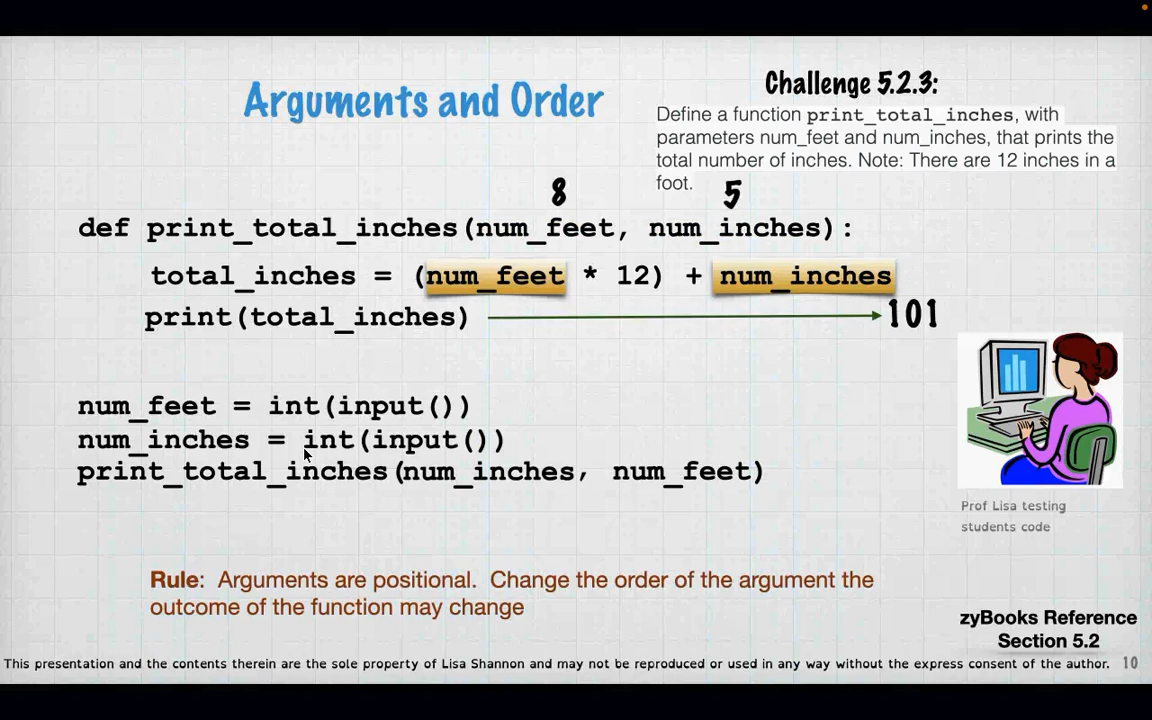 Arguments and Order
Challenge 5.2.3:
Define a function print_total_inches, with
parameters num_feet and num_inches, that prints the
total number of inches. Note: There are 12 inches in a
foot.
8 5
def print_total_inches(num_feet, num_inches):
total_inches = (num_feet * 12) + num_inches
print(total_inches) 101
num_feet = int(input())
num_inches = int(input())
print_total_inches(num_inches, num_feet)
Prof Lisa testing
students code
Rule: Arguments are positional. Change the order of the argument the
outcome of the function may change
zyBooks Reference
Section 5.2
This presentation and the contents therein are the sole property of Lisa Shannon and may not be reproduced or used in any way without the express consent of the author. 10